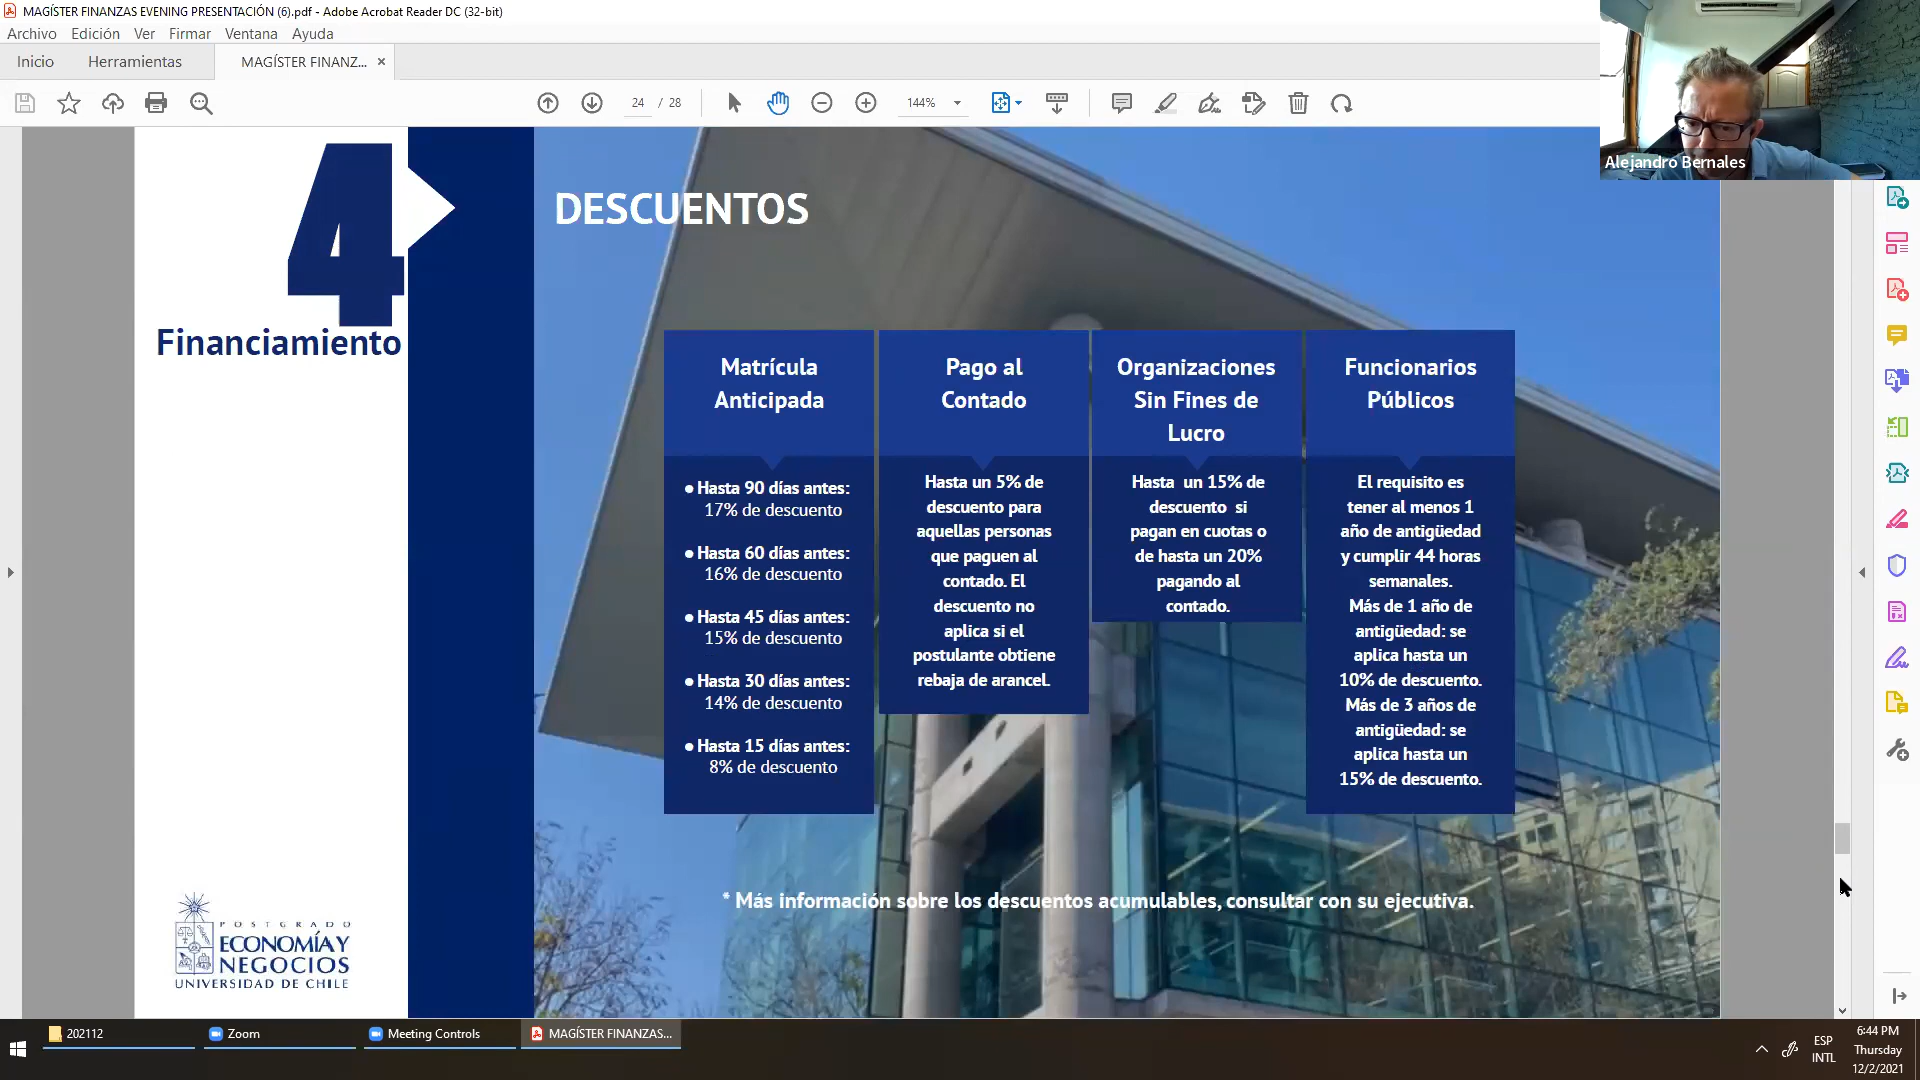 MAGÍSTER FINANZAS EVENING PRESENTACIÓN (6).pdf - Adobe Acrobat Reader DC (32-bit)
Archivo Edición Ver Firmar Ventana Ayuda
Inicio Herramientas MAGÍSTER FINANZ... ×
24 / 28 144%
Alejandro Bernales
4
Financiamiento
DESCUENTOS
Matrícula
Anticipada
• Hasta 90 días antes:
17% de descuento
• Hasta 60 días antes:
16% de descuento
• Hasta 45 días antes:
15% de descuento
• Hasta 30 días antes:
14% de descuento
• Hasta 15 días antes:
8% de descuento
Pago al
Contado
Hasta un 5% de
descuento para
aquellas personas
que paguen al
contado. El
descuento no
aplica si el
postulante obtiene
rebaja de arancel.
Organizaciones
Sin Fines de
Lucro
Hasta un 15% de
descuento si
pagan en cuotas o
de hasta un 20%
pagando al
contado.
Funcionarios
Públicos
El requisito es
tener al menos 1
año de antigüedad
y cumplir 44 horas
semanales.
Más de 1 año de
antigüedad: se
aplica hasta un
10% de descuento.
Más de 3 años de
antigüedad: se
aplica hasta un
15% de descuento.
* Más información sobre los descuentos acumulables, consultar con su ejecutiva.
POSTGRADO
ECONOMÍA Y
NEGOCIOS
UNIVERSIDAD DE CHILE
202112 Zoom Meeting Controls MAGÍSTER FINANZAS...
ESP
INTL
6:44 PM
Thursday
12/2/2021